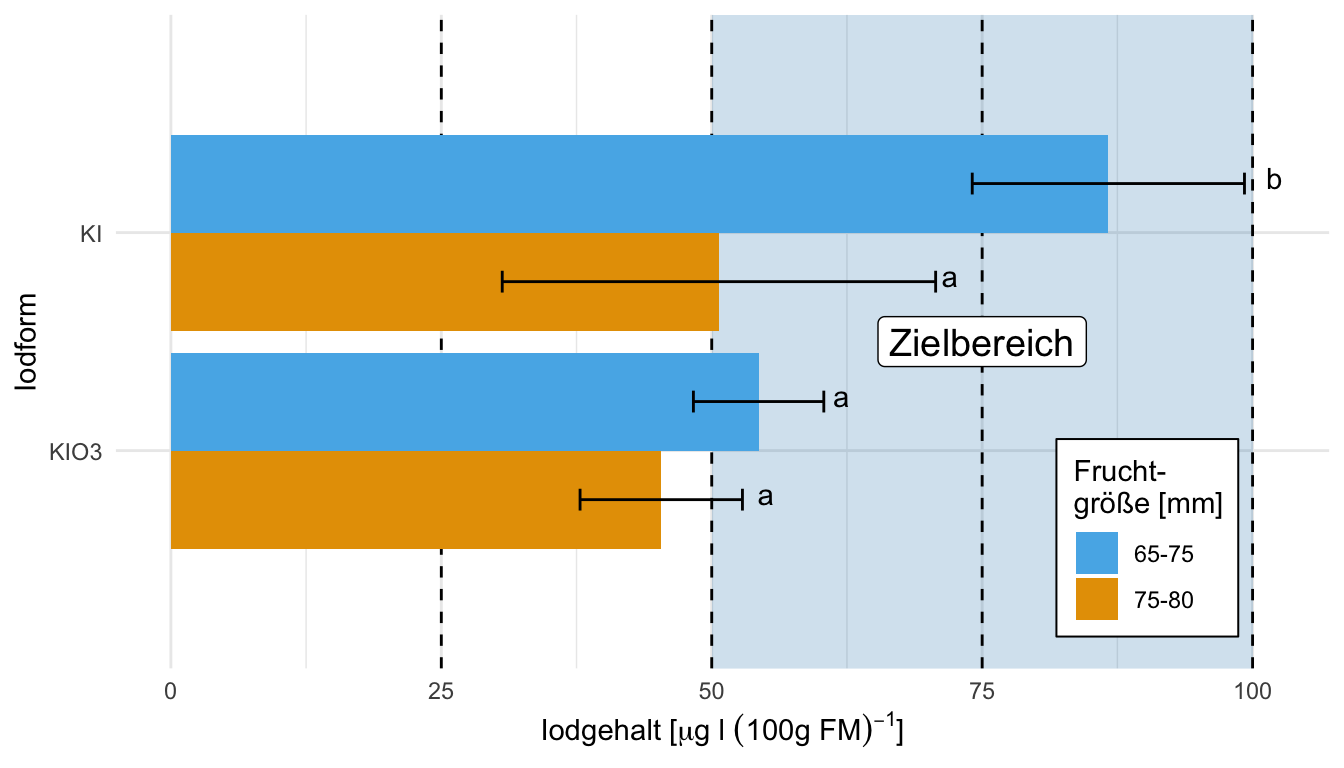 b
KI
a
Zielbereich
a
KIO3
a
Iodform
Frucht-
größe [mm]
65-75
75-80
0 25 50 75 100
Iodgehalt [μg I (100g FM)⁻¹]